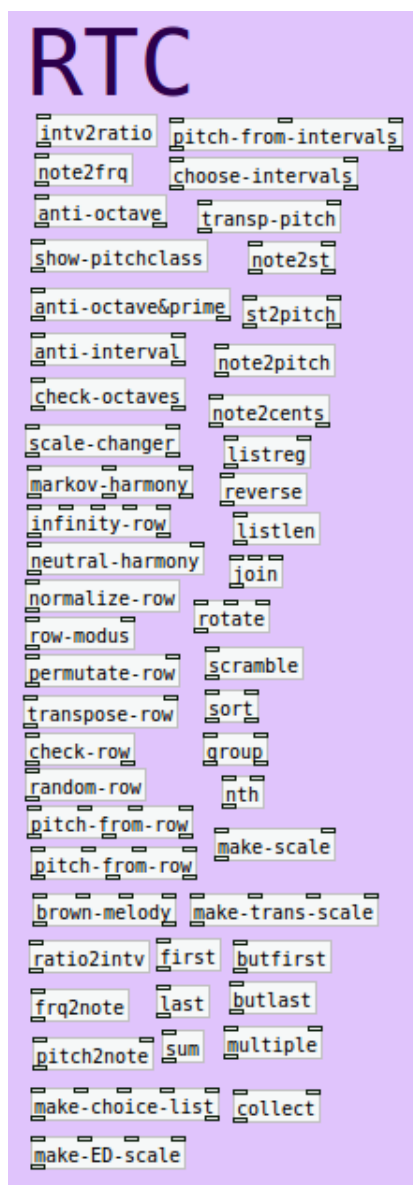 RTC
intv2ratio pitch-from-intervals
note2frq choose-intervals
anti-octave transp-pitch
show-pitchclass note2st
anti-octave&prime st2pitch
anti-interval note2pitch
check-octaves note2cents
scale-changer listreg
markov-harmony reverse
infinity-row listlen
neutral-harmony join
normalize-row rotate
row-modus
permutate-row scramble
transpose-row sort
check-row group
random-row nth
pitch-from-row make-scale
pitch-from-row
brown-melody make-trans-scale
ratio2intv first butfirst
frq2note last butlast
pitch2note sum multiple
make-choice-list collect
make-ED-scale